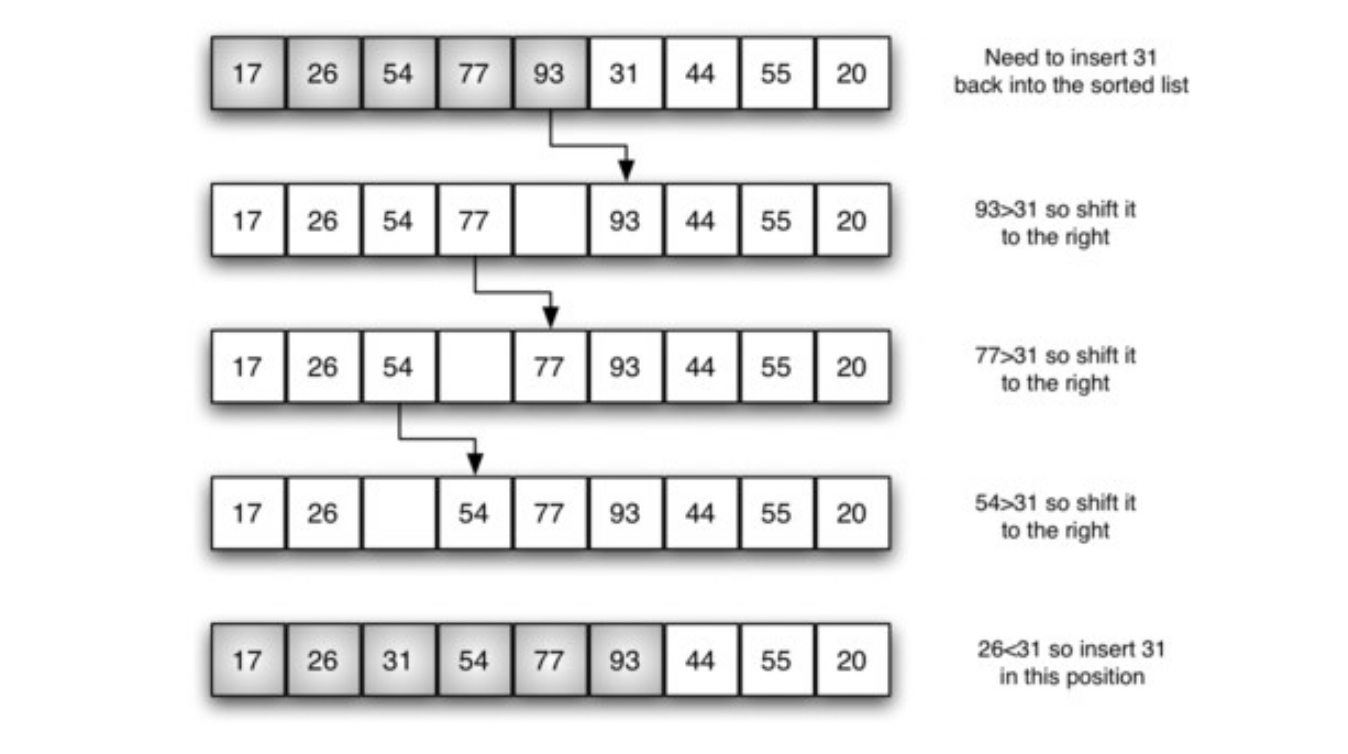 17 26 54 77 93 31 44 55 20
Need to insert 31
back into the sorted list
17 26 54 77 93 44 55 20
93>31 so shift it
to the right
17 26 54 77 93 44 55 20
77>31 so shift it
to the right
17 26 54 77 93 44 55 20
54>31 so shift it
to the right
17 26 31 54 77 93 44 55 20
26<31 so insert 31
in this position